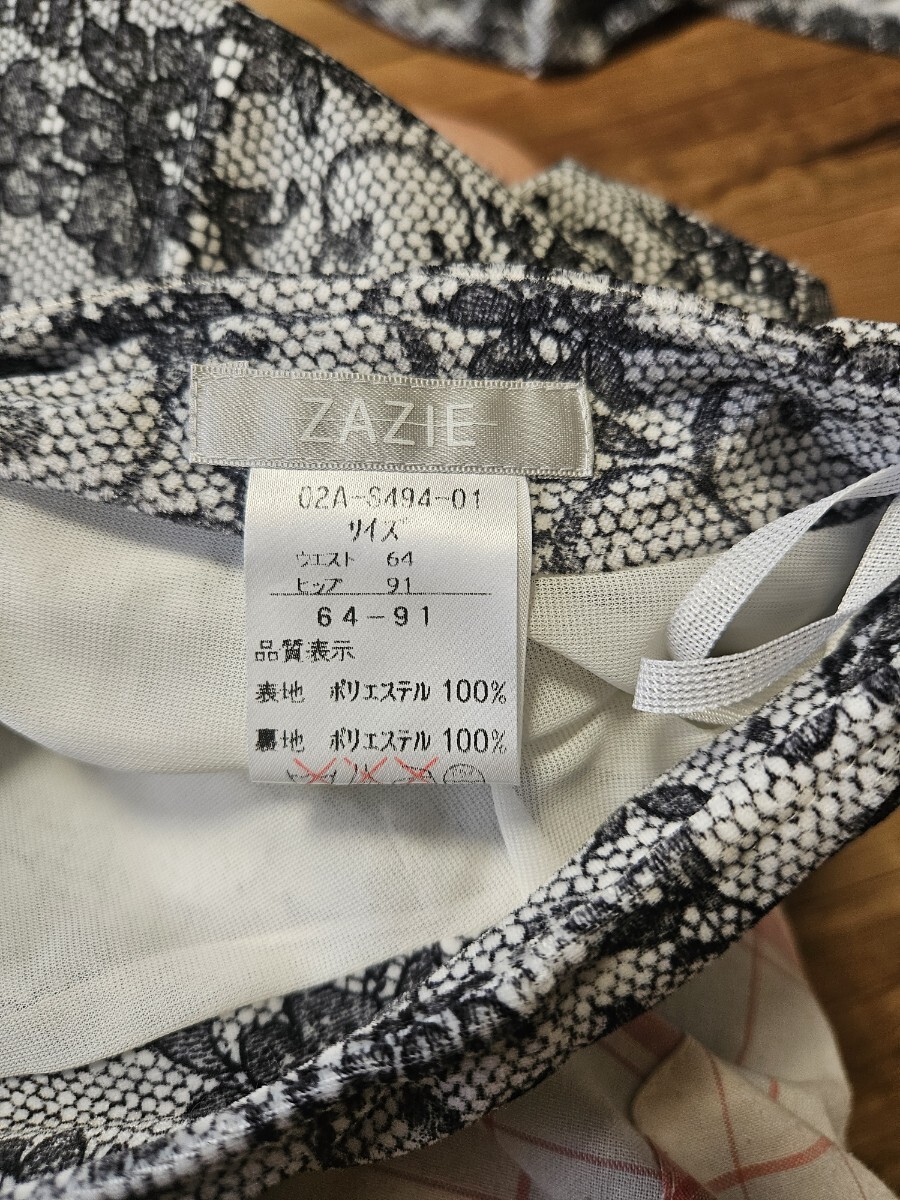 ZAZIE
02A-S494-01
サイズ
ウエスト 64
ヒップ 91
64-91
品質表示
表地 ポリエステル 100%
裏地 ポリエステル 100%